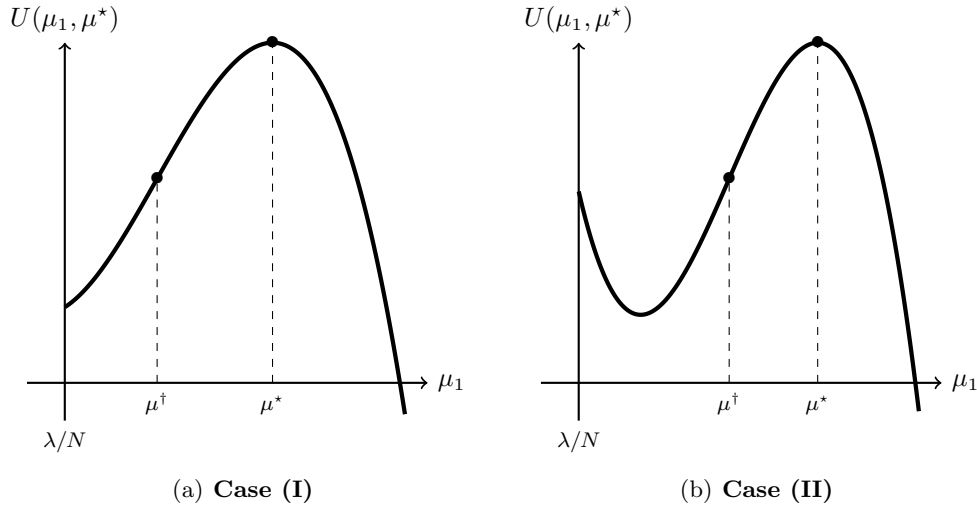 U(μ₁, μ⋆)
μ₁
μ†
μ⋆
λ/N
(a) Case (I)
U(μ₁, μ⋆)
μ₁
μ†
μ⋆
λ/N
(b) Case (II)